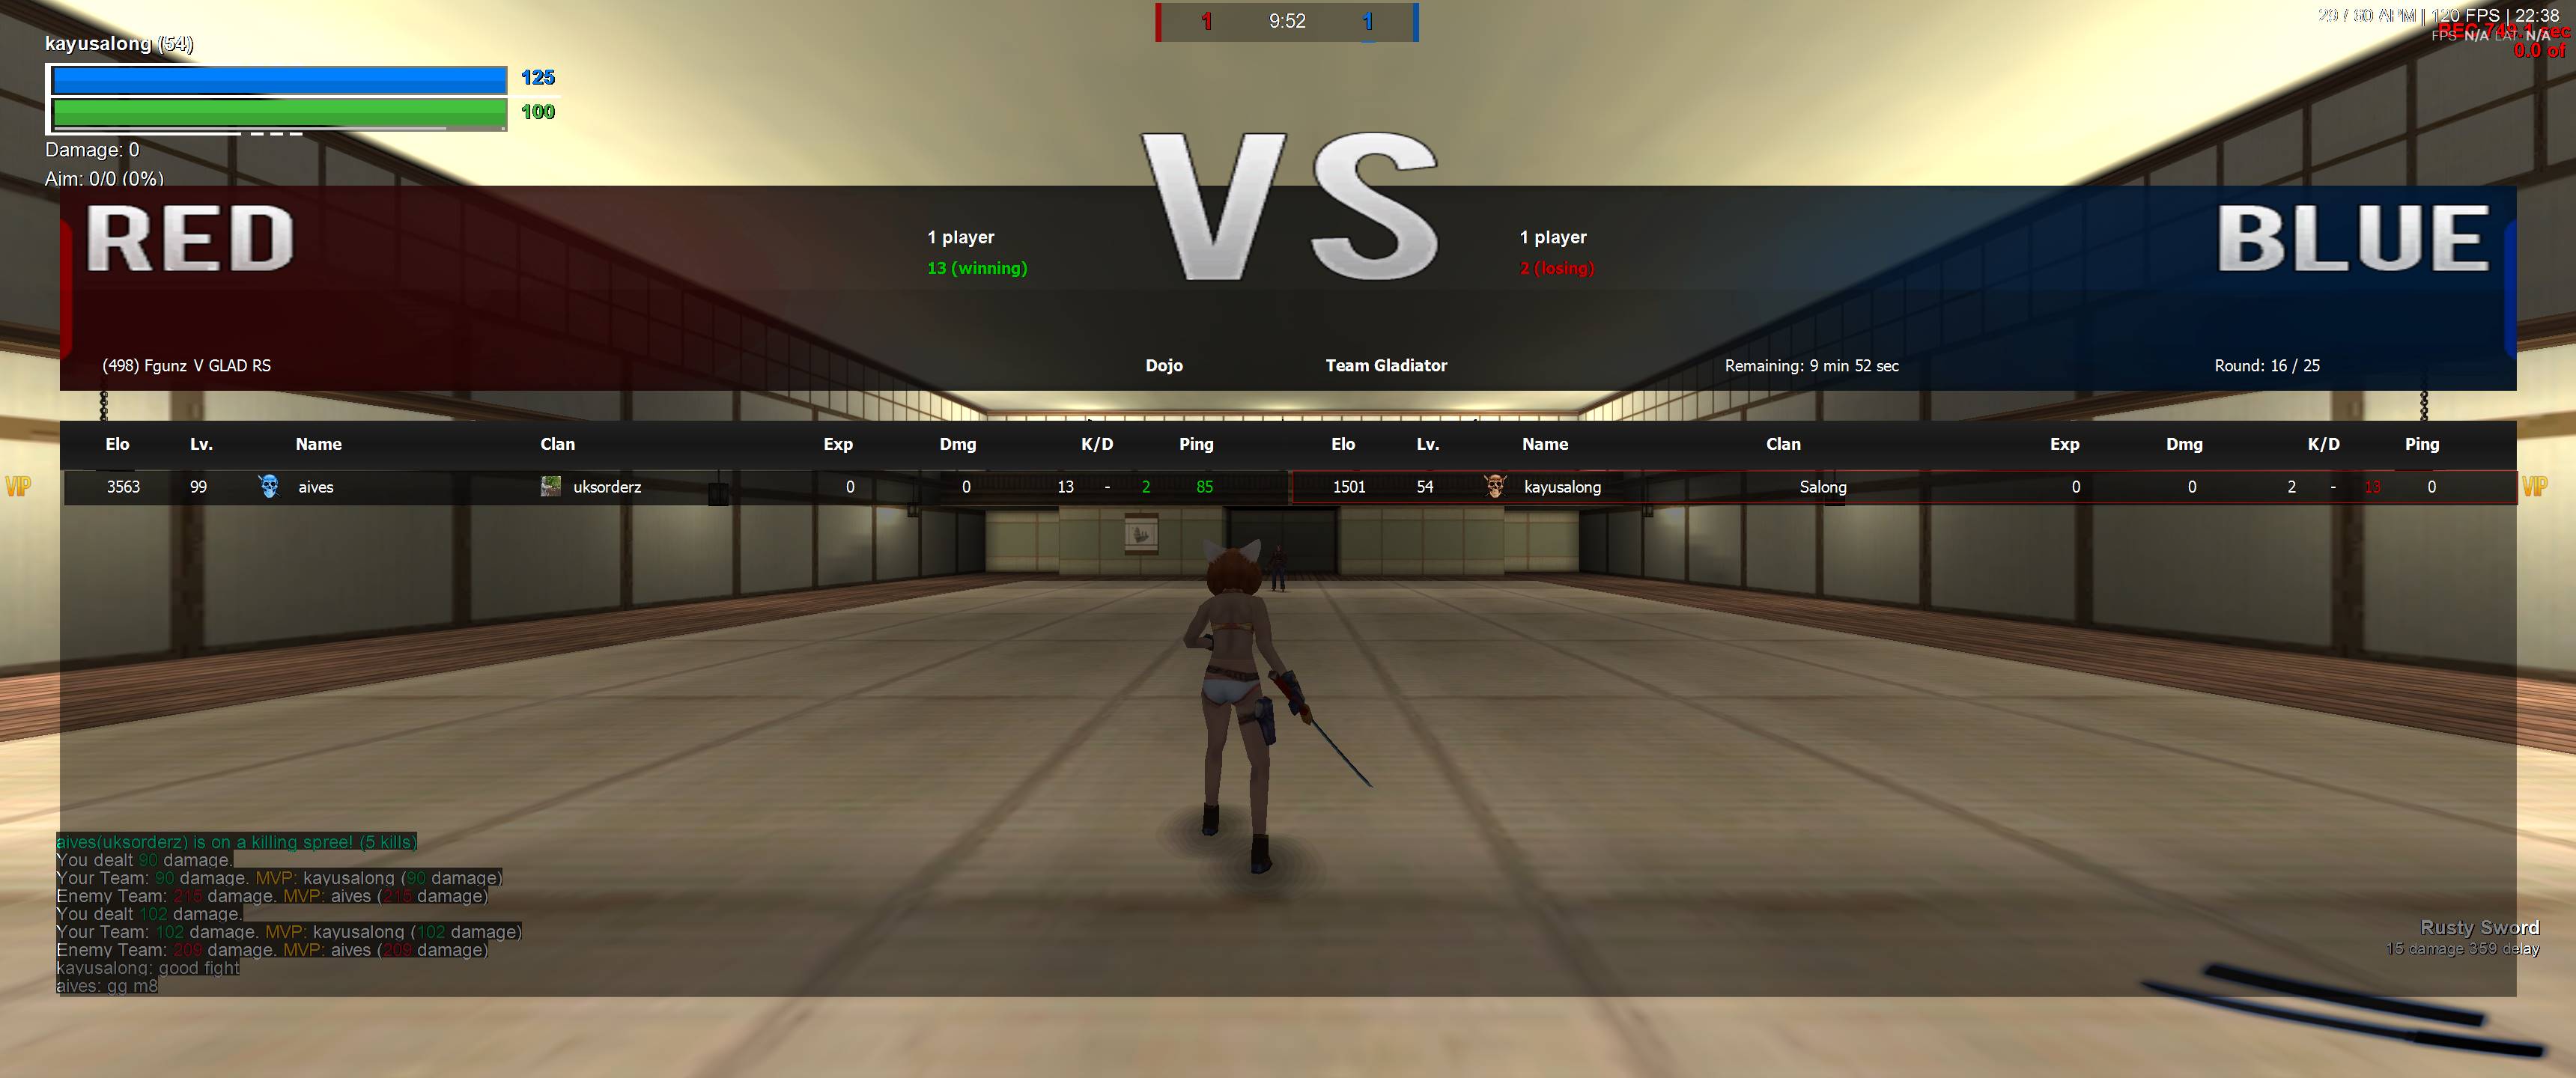 kayusalong (54)
1 9:52 1
120 FPS | 22:38
FPS N/A LAT N/A
0.0 of
125
100
Damage: 0
Aim: 0/0 (0%)
VS
RED
BLUE
1 player
13 (winning)
1 player
2 (losing)
(498) Fgunz V GLAD RS
Dojo
Team Gladiator
Remaining: 9 min 52 sec
Round: 16 / 25
Elo Lv. Name Clan Exp Dmg K/D Ping Elo Lv. Name Clan Exp Dmg K/D Ping
VIP 3563 99 aives uksorderz 0 0 13 - 2 85 1501 54 kayusalong Salong 0 0 2 - 13 0 VIP
aives(uksorderz) is on a killing spree! (5 kills)
You dealt 90 damage.
Your Team: 90 damage. MVP: kayusalong (90 damage)
Enemy Team: 215 damage. MVP: aives (215 damage)
You dealt 102 damage.
Your Team: 102 damage. MVP: kayusalong (102 damage)
Enemy Team: 209 damage. MVP: aives (209 damage)
kayusalong: good fight
aives: gg m8
Rusty Sword
15 damage 359 delay